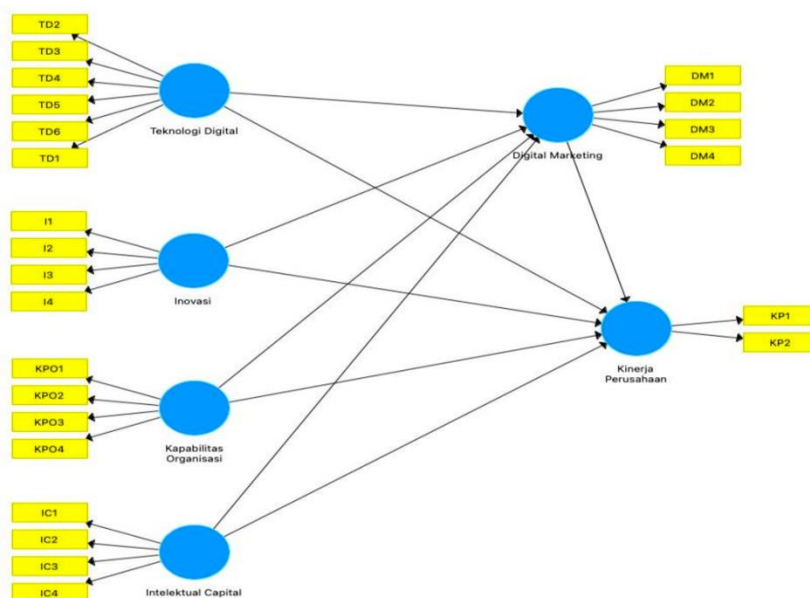 TD2
TD3
TD4
TD5
TD6
TD1
Teknologi Digital
I1
I2
I3
I4
Inovasi
KPO1
KPO2
KPO3
KPO4
Kapabilitas
Organisasi
IC1
IC2
IC3
IC4
Intelektual Capital
Digital Marketing
DM1
DM2
DM3
DM4
Kinerja
Perusahaan
KP1
KP2